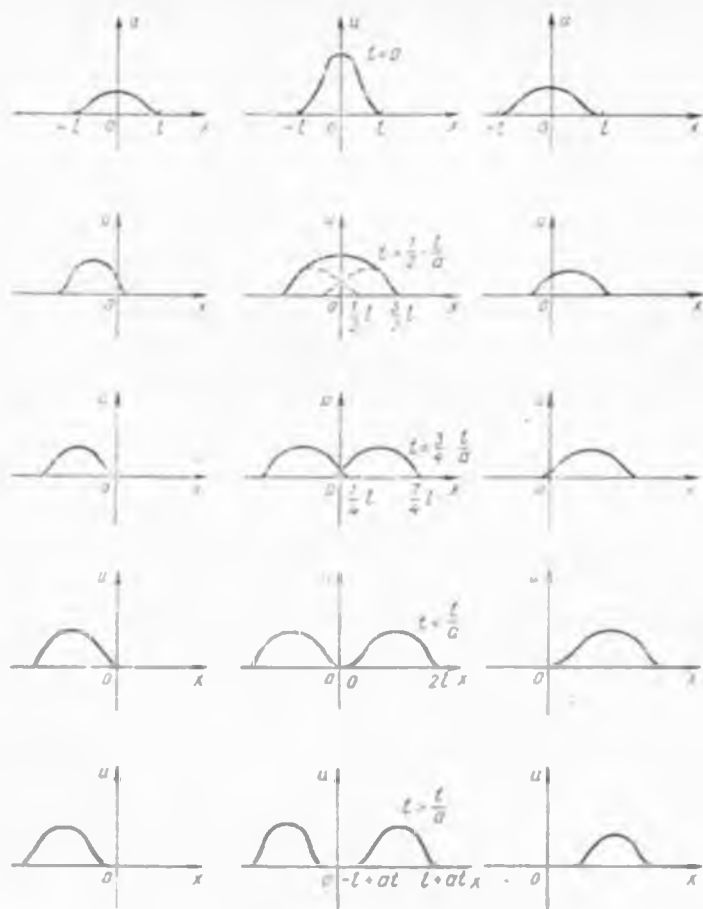 u u t=0 u
-l 0 l x -l 0 l x -l 0 l x
u u t=1/2·l/a u
0 x 0 1/2 l 3/2 l x 0 x
u u t=3/4 l/a u
0 x 0 1/4 l 7/4 l x 0 x
u u t=l/a u
0 x 0 0 2l x 0 x
u u t>l/a u
0 x 0 -l+at l+at x 0 x